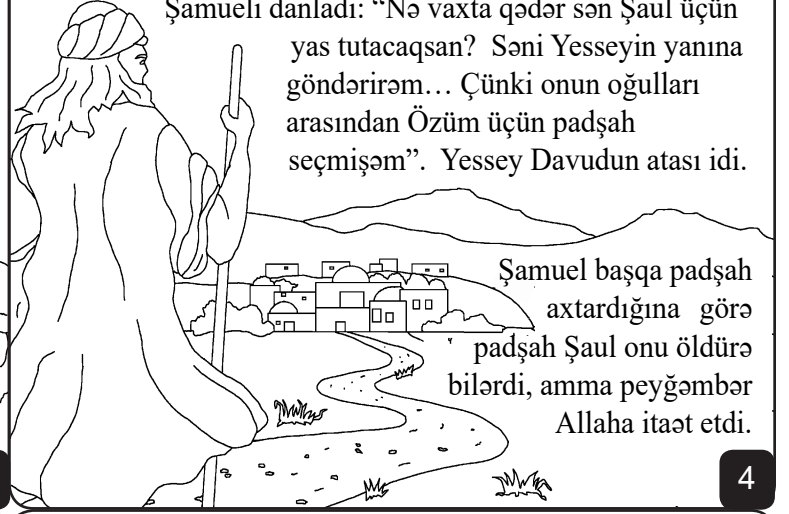 Şamueli danladı: “Nə vaxta qədər sən Şaul üçün
yas tutacaqsan? Səni Yesseyin yanına
göndərirəm… Çünki onun oğulları
arasından Özüm üçün padşah
seçmişəm”. Yessey Davudun atası idi.
Şamuel başqa padşah
axtardığına görə
padşah Şaul onu öldürə
bilərdi, amma peyğəmbər
Allaha itaət etdi.
4